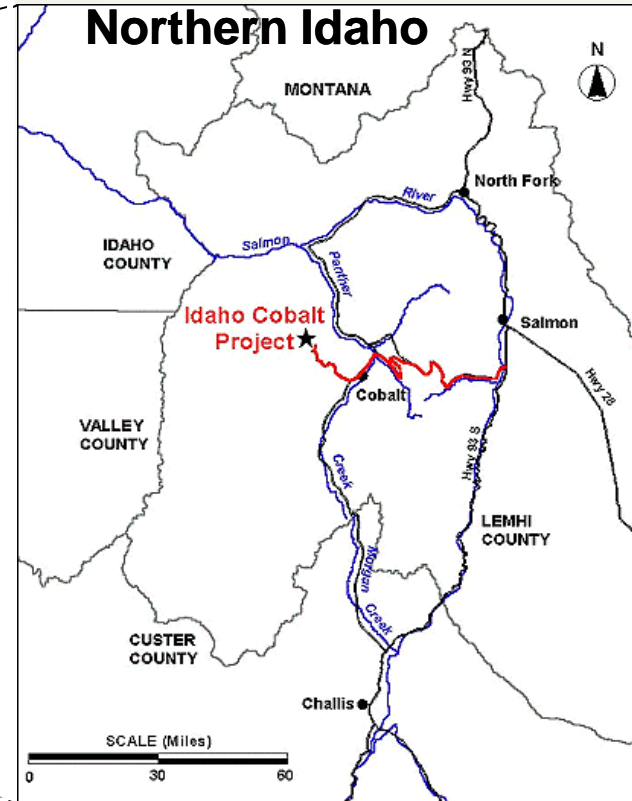 Northern Idaho
N
MONTANA
Hwy 93 N
North Fork
River
Salmon
IDAHO
COUNTY
Panther
Idaho Cobalt
Project
Salmon
Cobalt
Hwy 28
VALLEY
COUNTY
Hwy 93 S
Creek
LEMHI
COUNTY
Morgan
Creek
CUSTER
COUNTY
Challis
SCALE (Miles)
0 30 60